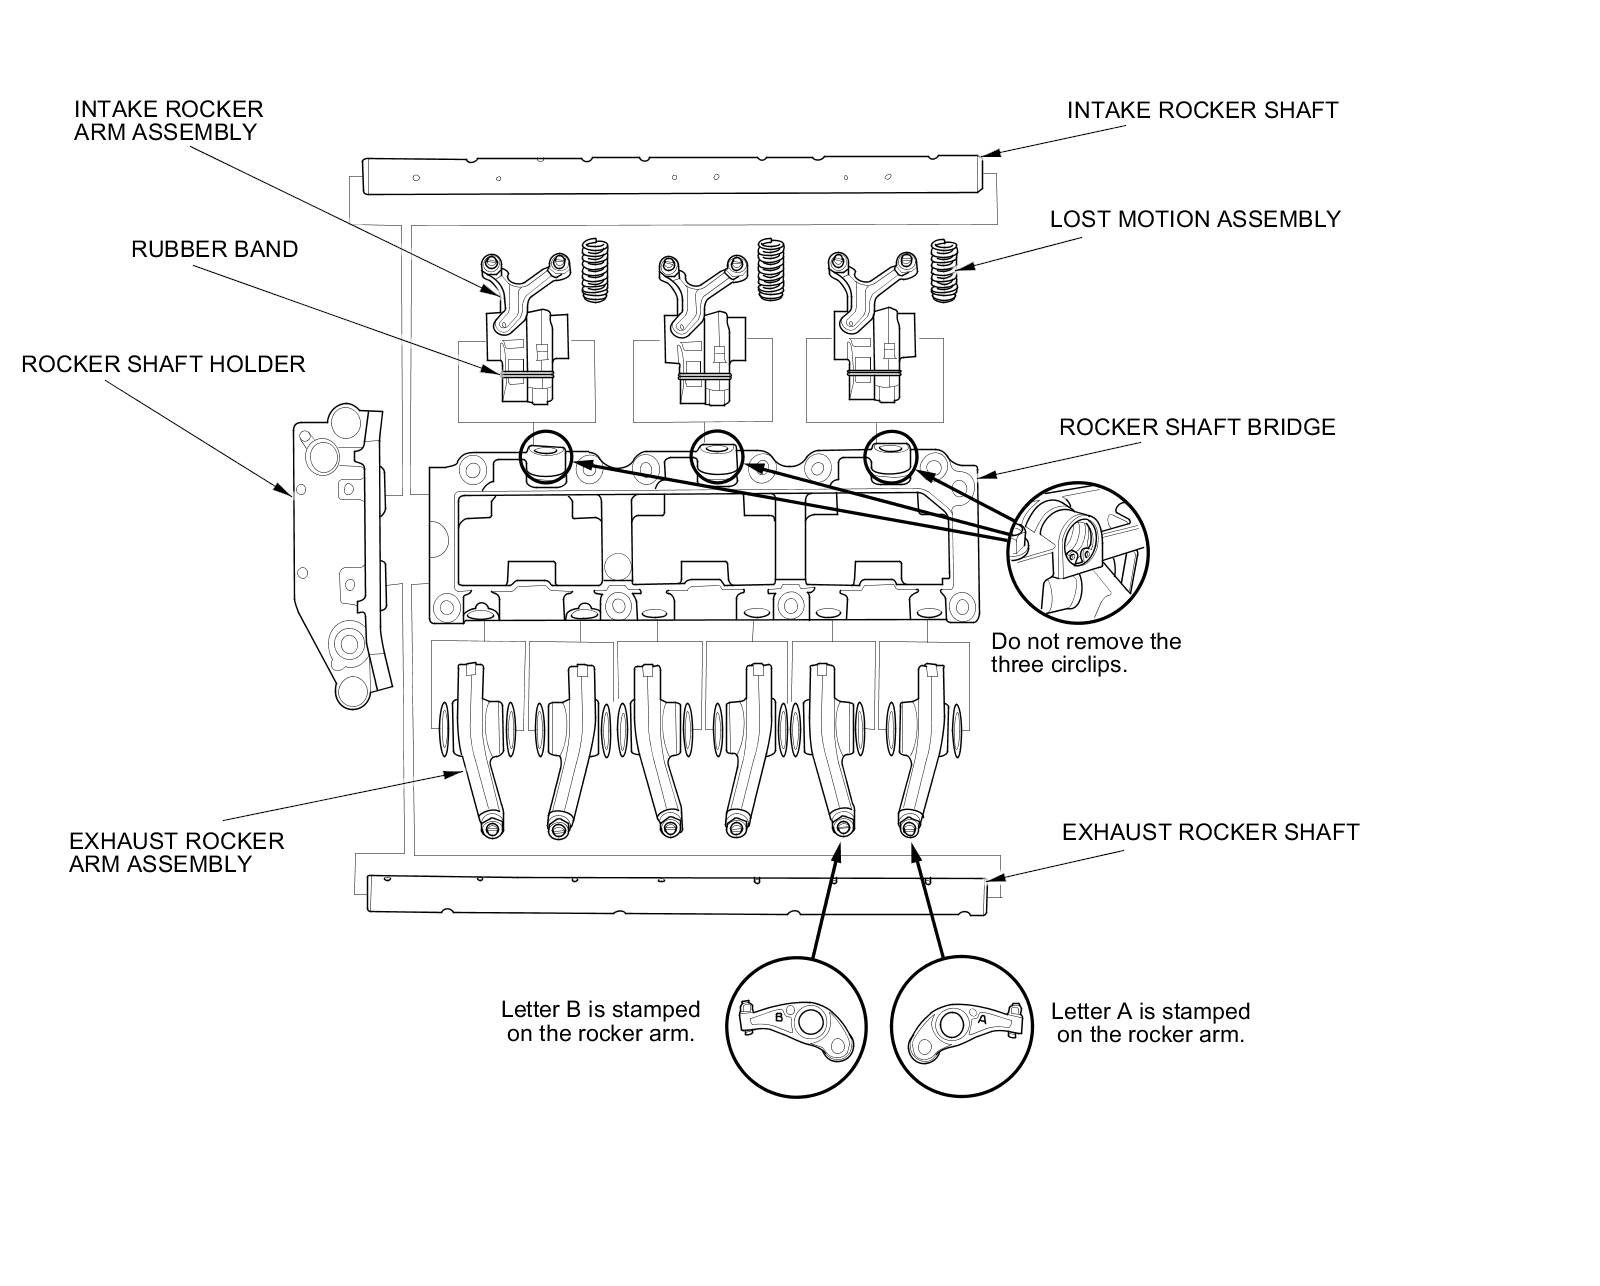 INTAKE ROCKER
ARM ASSEMBLY
INTAKE ROCKER SHAFT
LOST MOTION ASSEMBLY
RUBBER BAND
ROCKER SHAFT HOLDER
ROCKER SHAFT BRIDGE
Do not remove the
three circlips.
EXHAUST ROCKER
ARM ASSEMBLY
EXHAUST ROCKER SHAFT
Letter B is stamped
on the rocker arm.
B
A
Letter A is stamped
on the rocker arm.